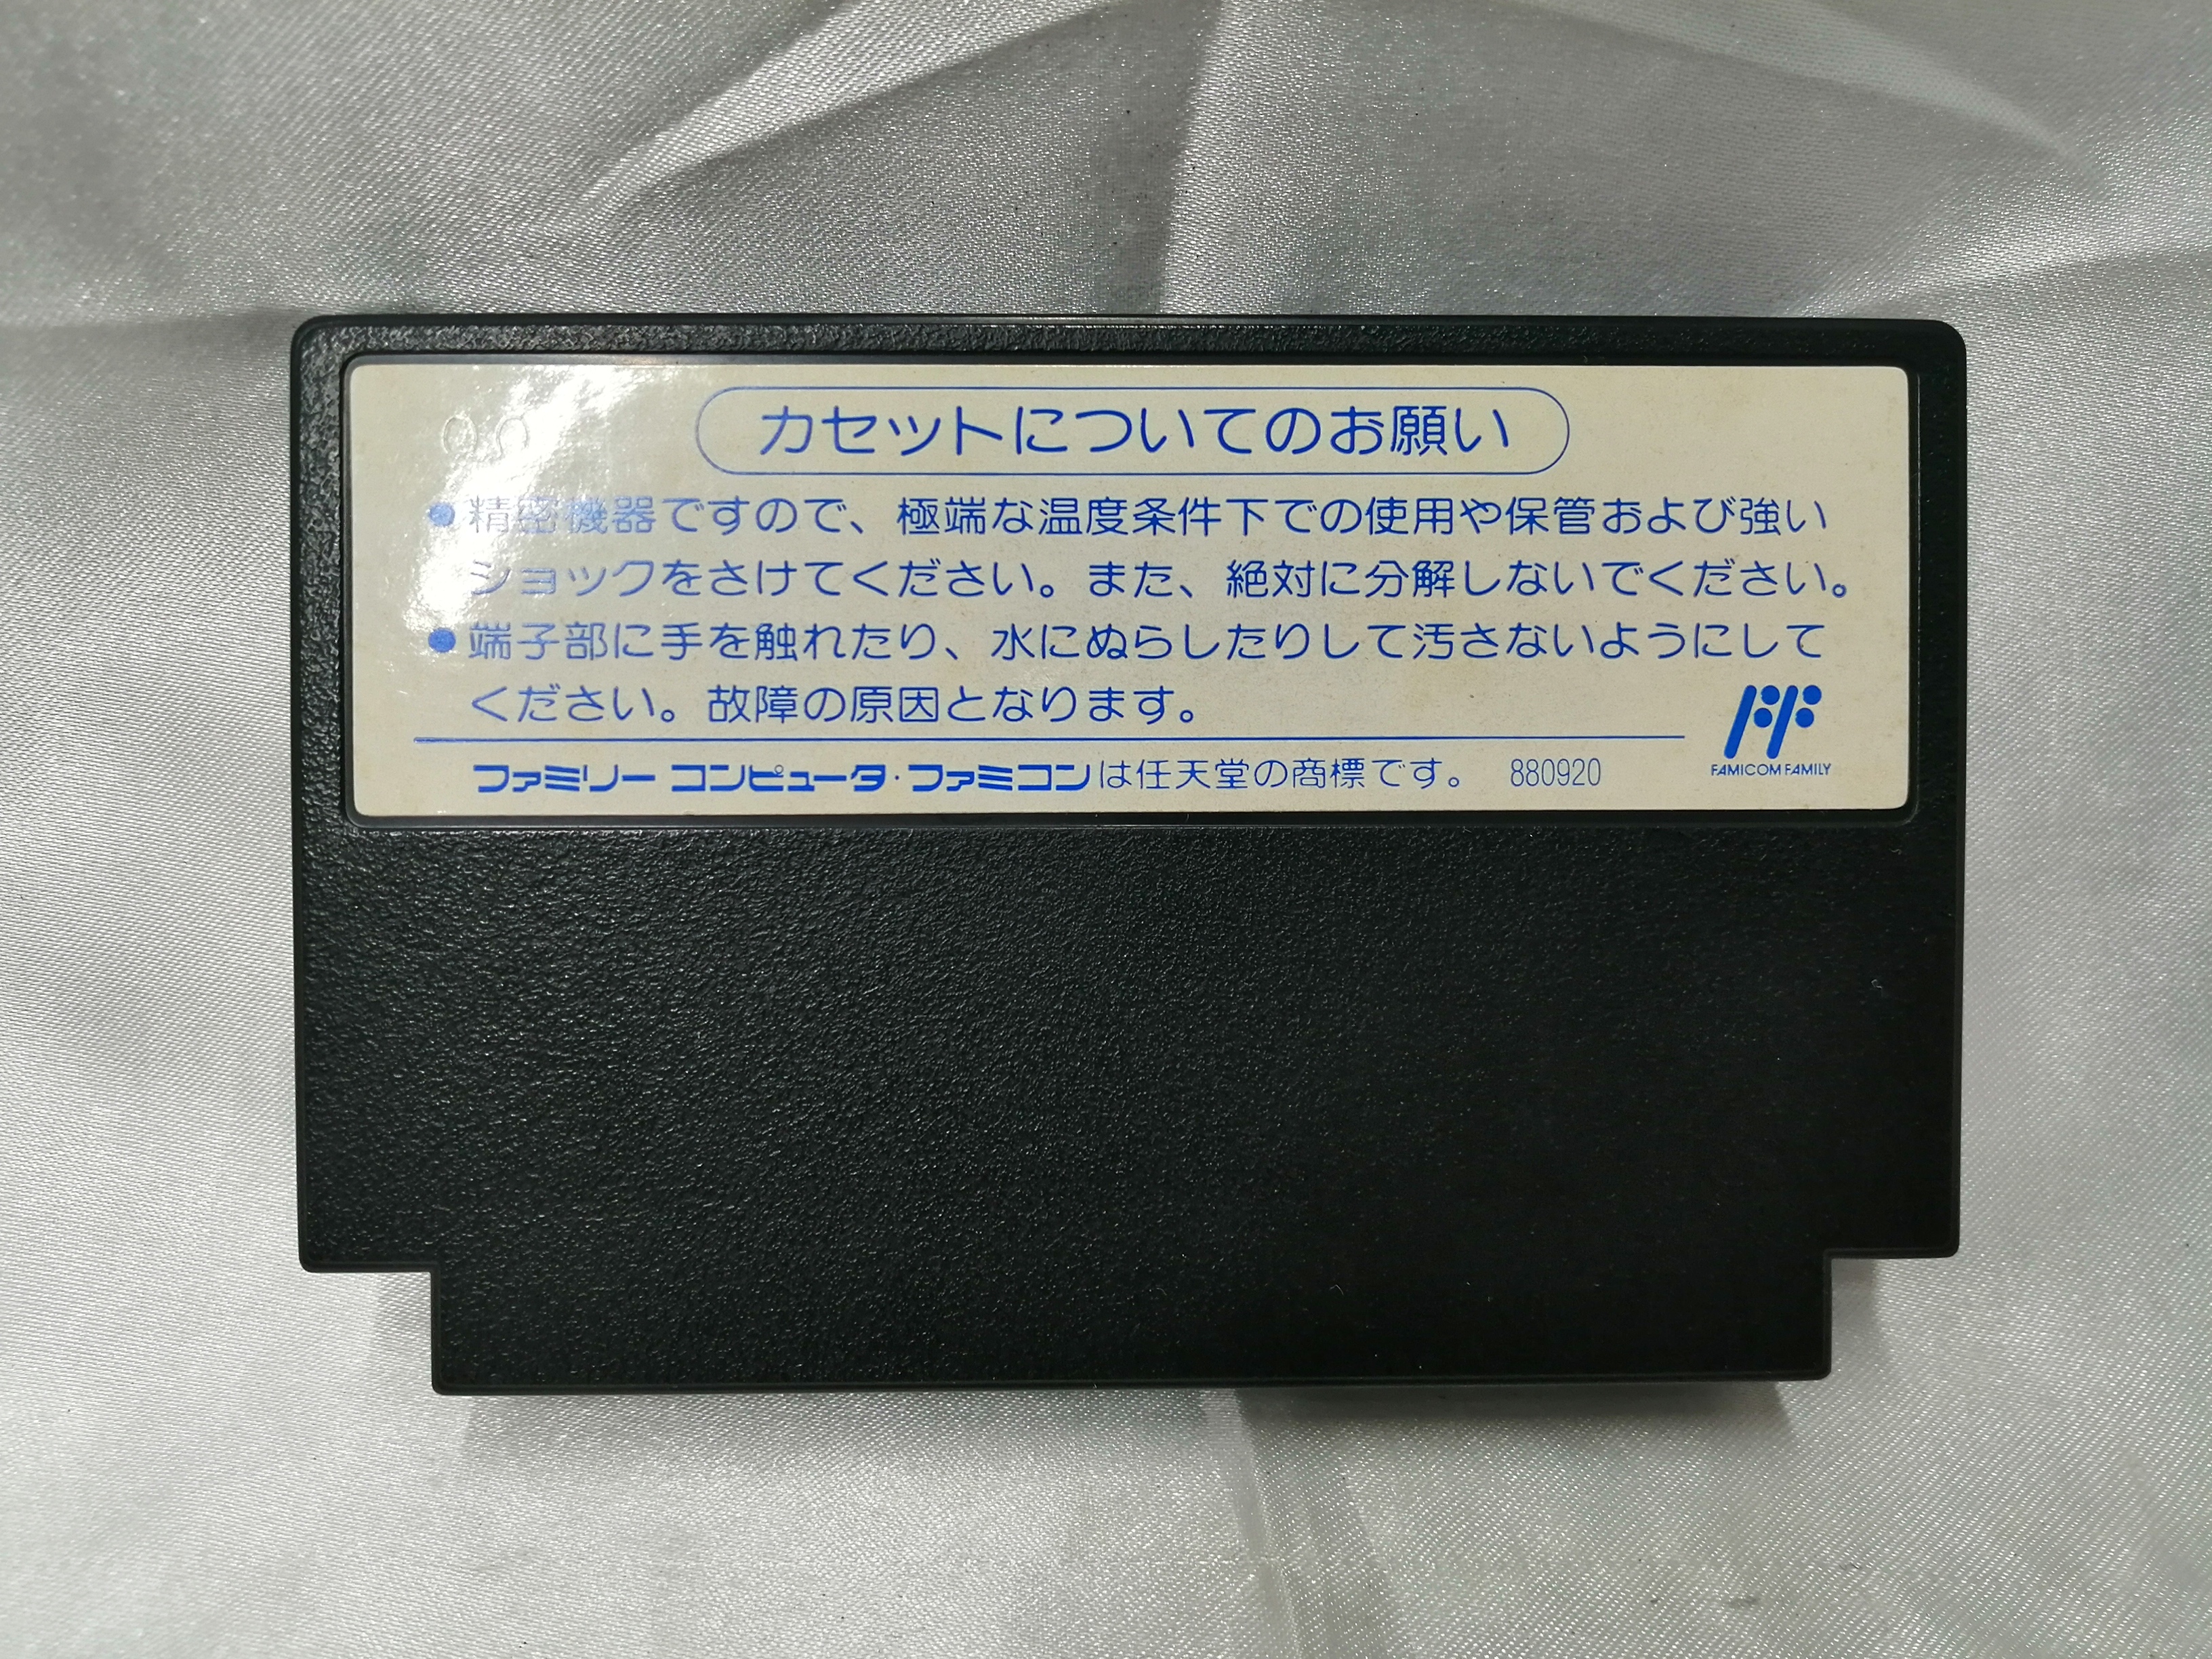 カセットについてのお願い
●精密機器ですので、極端な温度条件下での使用や保管および強い
ショックをさけてください。また、絶対に分解しないでください。
●端子部に手を触れたり、水にぬらしたりして汚さないようにして
ください。故障の原因となります。
ファミリー コンピュータ・ファミコンは任天堂の商標です。 880920
FAMICOM FAMILY